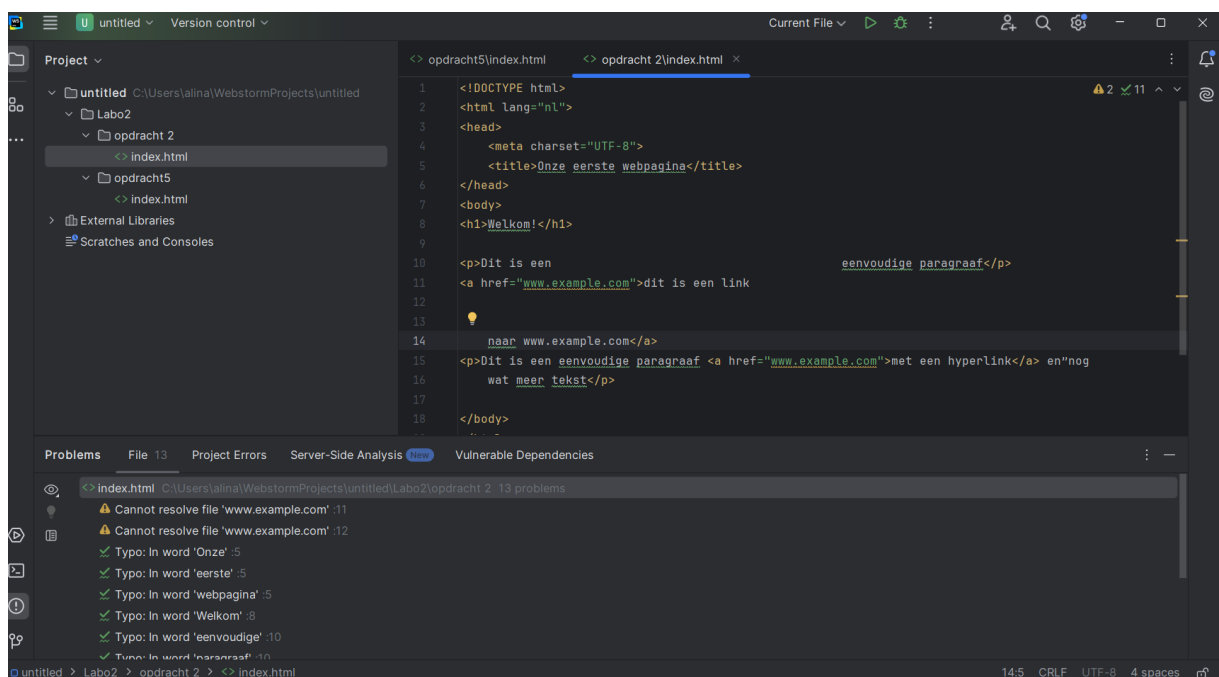 WS U untitled Version control Current File
Project
untitled C:\Users\alina\WebstormProjects\untitled
Labo2
opdracht 2
index.html
opdracht5
index.html
External Libraries
Scratches and Consoles
opdracht5\index.html opdracht 2\index.html
2 11
1 <!DOCTYPE html>
2 <html lang="nl">
3 <head>
4 <meta charset="UTF-8">
5 <title>Onze eerste webpagina</title>
6 </head>
7 <body>
8 <h1>Welkom!</h1>
9
10 <p>Dit is een eenvoudige paragraaf</p>
11 <a href="www.example.com">dit is een link
12
13
14 naar www.example.com</a>
15 <p>Dit is een eenvoudige paragraaf <a href="www.example.com">met een hyperlink</a> en"nog
16 wat meer tekst</p>
17
18 </body>
Problems File 13 Project Errors Server-Side Analysis New Vulnerable Dependencies
index.html C:\Users\alina\WebstormProjects\untitled\Labo2\opdracht 2 13 problems
Cannot resolve file 'www.example.com' :11
Cannot resolve file 'www.example.com' :12
Typo: In word 'Onze' :5
Typo: In word 'eerste' :5
Typo: In word 'webpagina' :5
Typo: In word 'Welkom' :8
Typo: In word 'eenvoudige' :10
Typo: In word 'paragraaf' :10
untitled > Labo2 > opdracht 2 > index.html 14:5 CRLF UTF-8 4 spaces